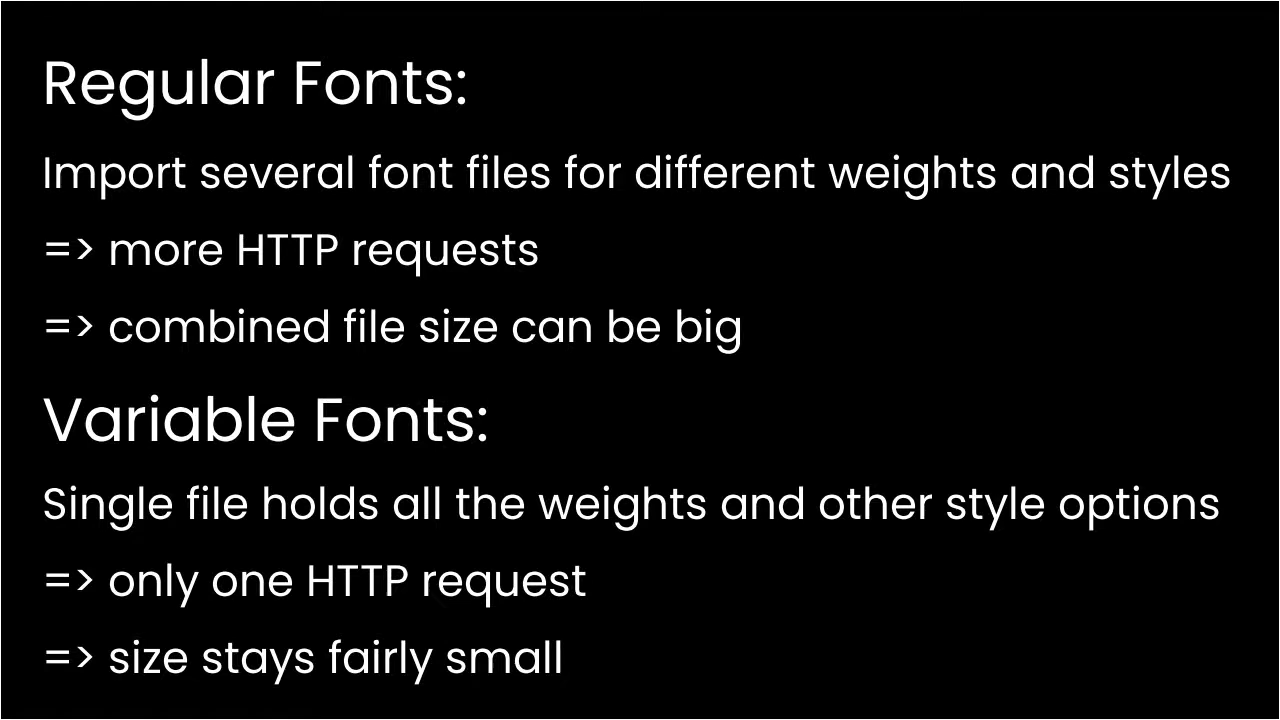 Regular Fonts:
Import several font files for different weights and styles
=> more HTTP requests
=> combined file size can be big
Variable Fonts:
Single file holds all the weights and other style options
=> only one HTTP request
=> size stays fairly small